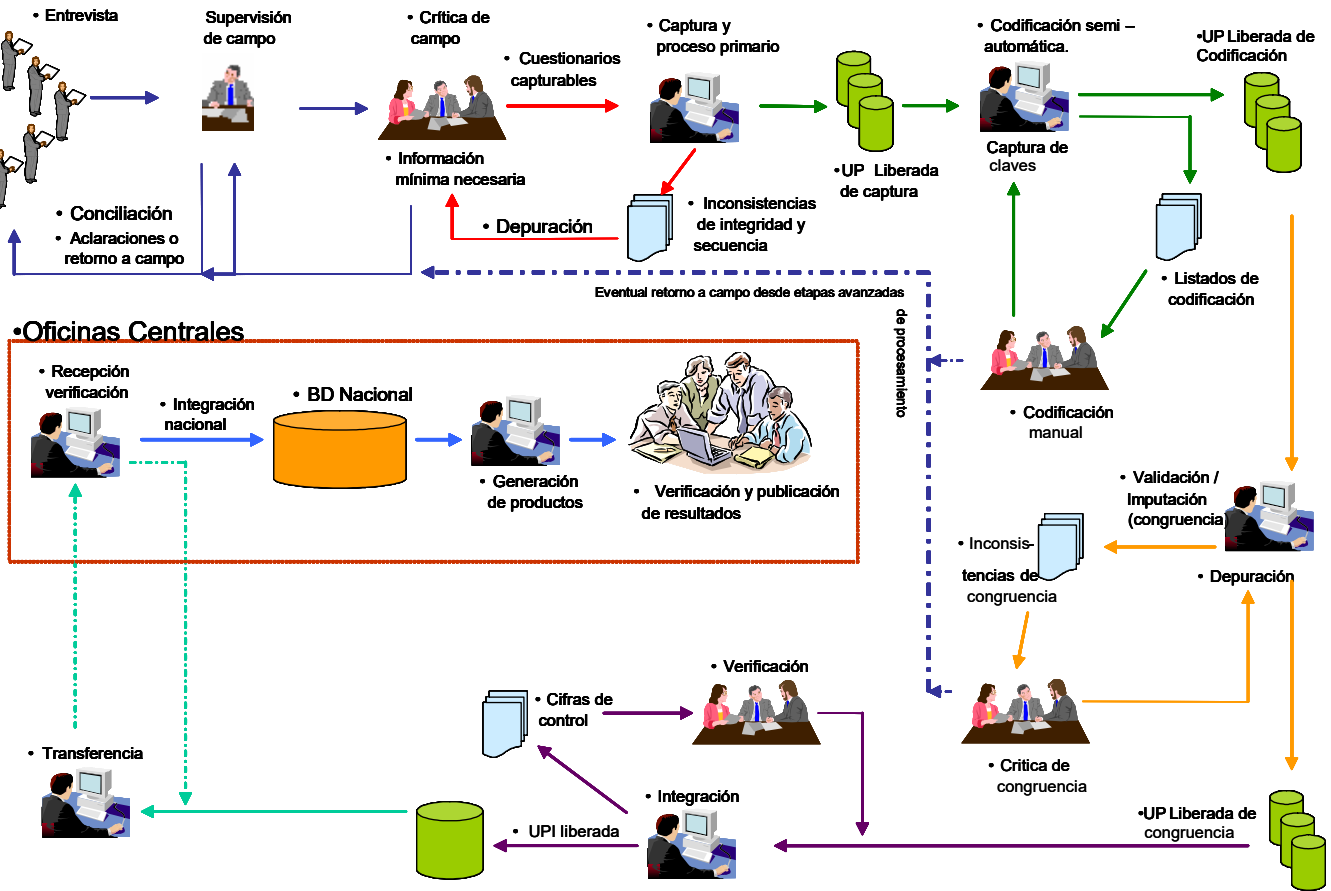 • Entrevista
Supervisión
de campo
• Crítica de
campo
• Cuestionarios
capturables
• Captura y
proceso primario
• Codificación semi –
automática.
•UP Liberada de
Codificación
• Información
mínima necesaria
•UP Liberada
de captura
Captura de
claves
• Conciliación
• Aclaraciones o
retorno a campo
• Depuración
• Inconsistencias
de integridad y
secuencia
• Listados de
codificación
Eventual retorno a campo desde etapas avanzadas
de procesamiento
•Oficinas Centrales
• Recepción
verificación
• Integración
nacional
• BD Nacional
• Generación
de productos
• Verificación y publicación
de resultados
• Codificación
manual
• Validación /
Imputación
(congruencia)
• Inconsis–
tencias de
congruencia
• Depuración
• Verificación
• Cifras de
control
• Critica de
congruencia
• Transferencia
• Integración
• UPI liberada
•UP Liberada de
congruencia